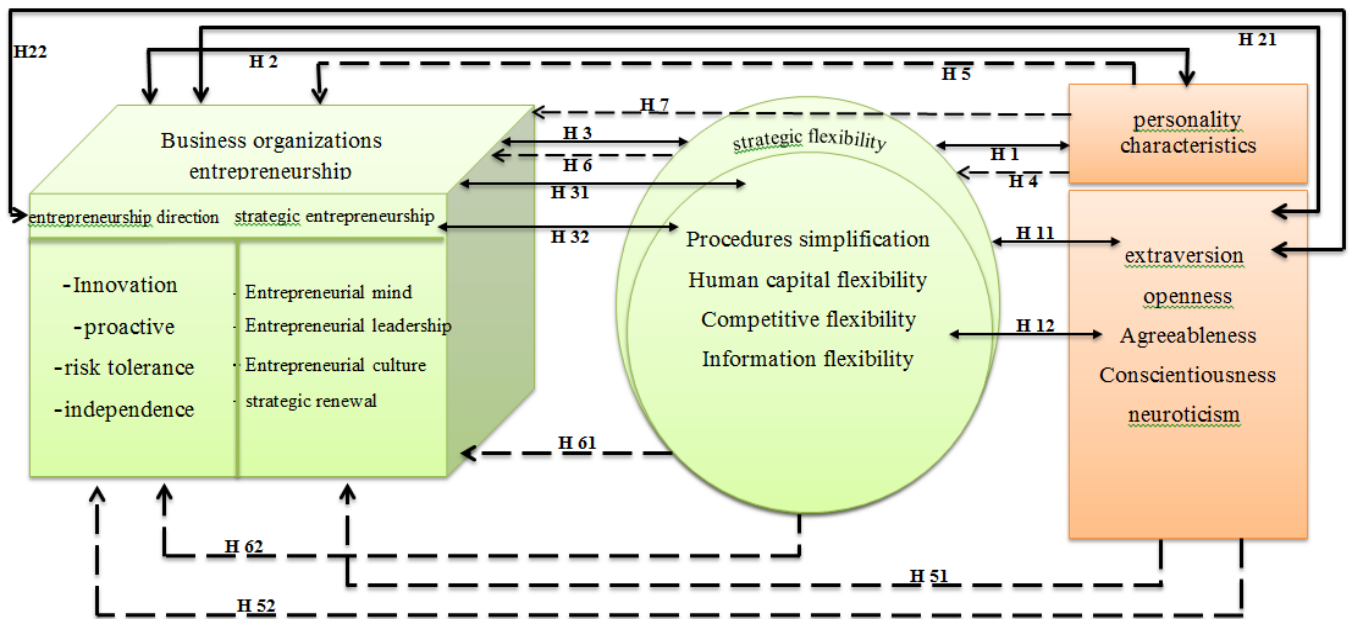 H22
H 2
H 21
H 5
H 7
Business organizations
entrepreneurship
H 3
H 6
H 31
strategic flexibility
H 1
H 4
personality
characteristics
entrepreneurship direction
strategic entrepreneurship
H 32
Procedures simplification
Human capital flexibility
Competitive flexibility
Information flexibility
H 11
H 12
extraversion
openness
Agreeableness
Conscientiousness
neuroticism
-Innovation
-proactive
-risk tolerance
-independence
- Entrepreneurial mind
- Entrepreneurial leadership
- Entrepreneurial culture
- strategic renewal
H 61
H 62
H 51
H 52